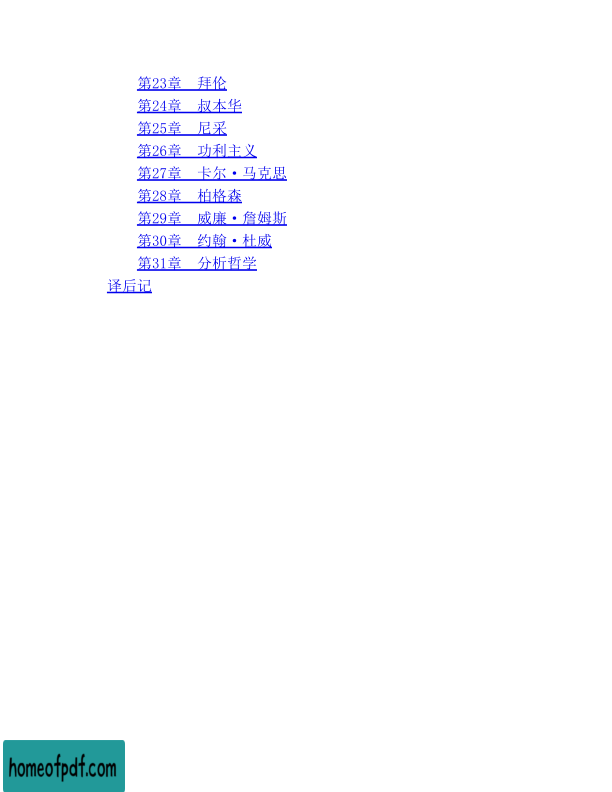 第23章　拜伦
第24章　叔本华
第25章　尼采
第26章　功利主义
第27章　卡尔·马克思
第28章　柏格森
第29章　威廉·詹姆斯
第30章　约翰·杜威
第31章　分析哲学
译后记
homeofpdf.com